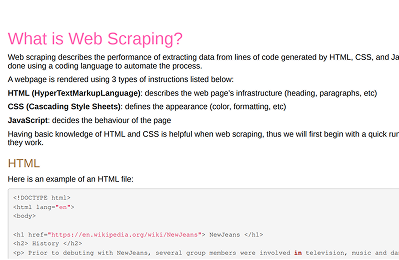 What is Web Scraping?
Web scraping describes the performance of extracting data from lines of code generated by HTML, CSS, and
done using a coding language to automate the process.
A webpage is rendered using 3 types of instructions listed below:
HTML (HyperTextMarkupLanguage): describes the web page's infrastructure (heading, paragraphs, etc)
CSS (Cascading Style Sheets): defines the appearance (color, formatting, etc)
JavaScript: decides the behaviour of the page
Having basic knowledge of HTML and CSS is helpful when web scraping, thus we will first begin with a quick
they work.
HTML
Here is an example of an HTML file:
<!DOCTYPE html>
<html lang="en">
<body>
<h1 href="https://en.wikipedia.org/wiki/NewJeans"> NewJeans </h1>
<h2> History </h2>
<p> Prior to debuting with NewJeans, several group members were involved in television, music and